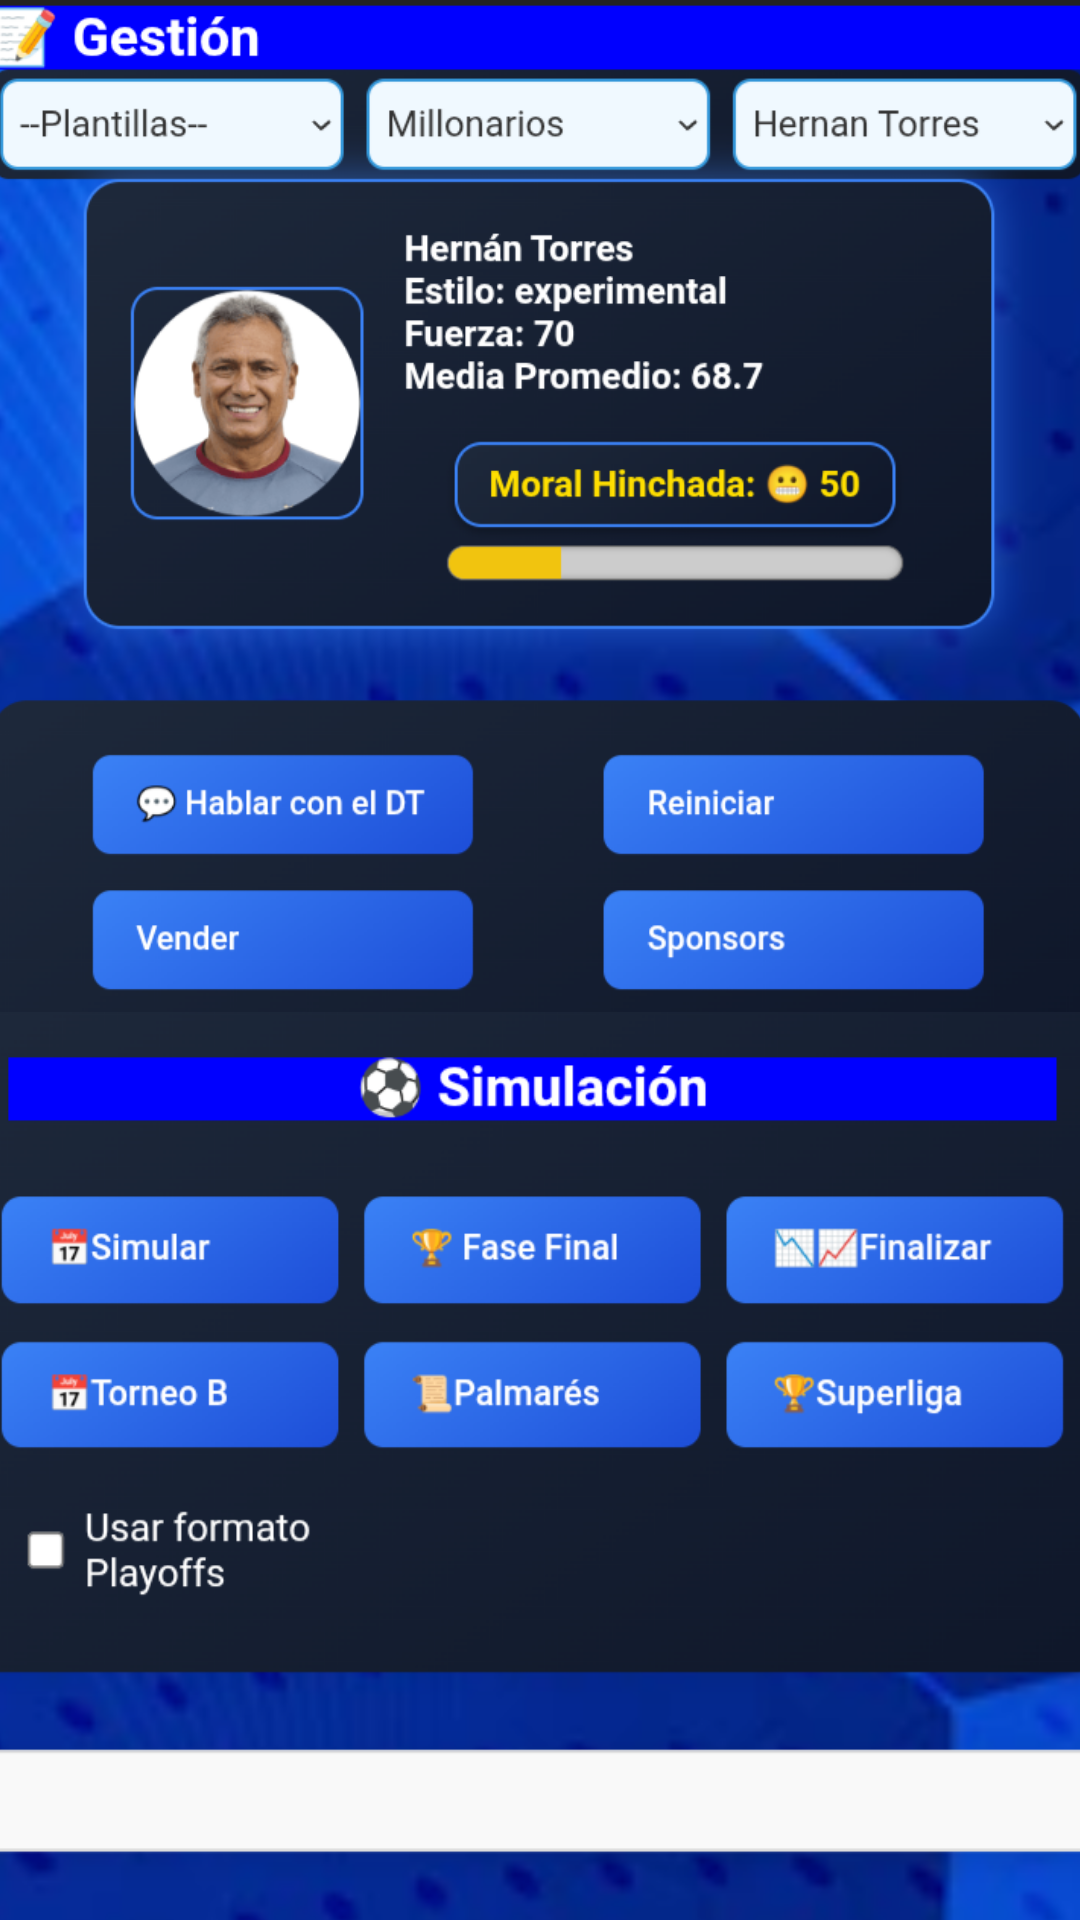 📝 Gestión
--Plantillas--
Millonarios
Hernan Torres
Hernán Torres
Estilo: experimental
Fuerza: 70
Media Promedio: 68.7
Moral Hinchada: 😬 50
💬 Hablar con el DT
Reiniciar
Vender
Sponsors
⚽ Simulación
📅Simular
🏆 Fase Final
📉📈Finalizar
📅Torneo B
📜Palmarés
🏆Superliga
Usar formato
Playoffs